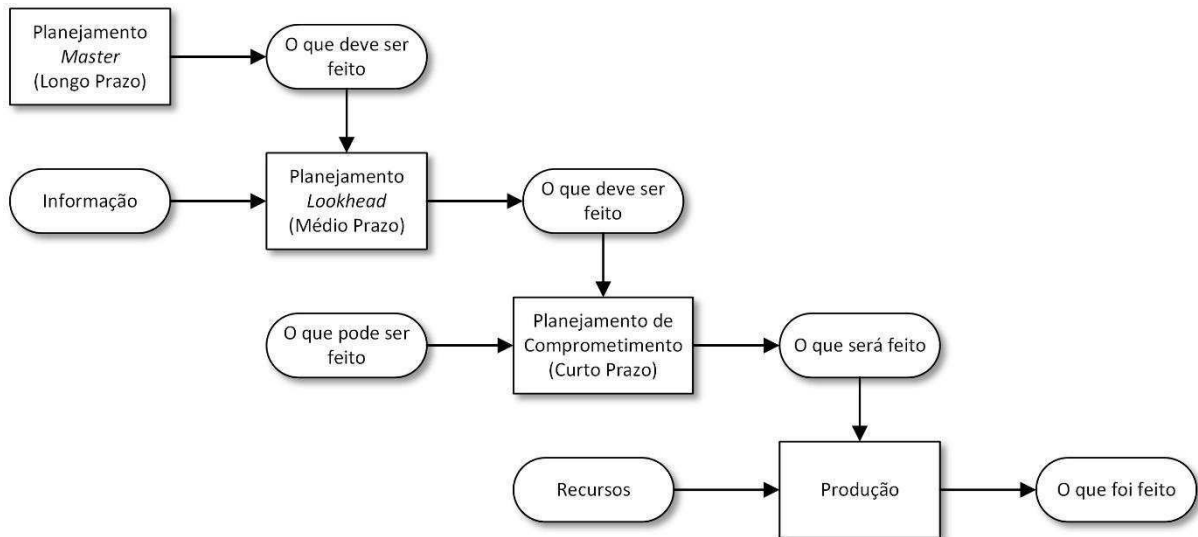 Planejamento
Master
(Longo Prazo)
O que deve ser
feito
Informação
Planejamento
Lookhead
(Médio Prazo)
O que deve ser
feito
O que pode ser
feito
Planejamento de
Comprometimento
(Curto Prazo)
O que será feito
Recursos
Produção
O que foi feito